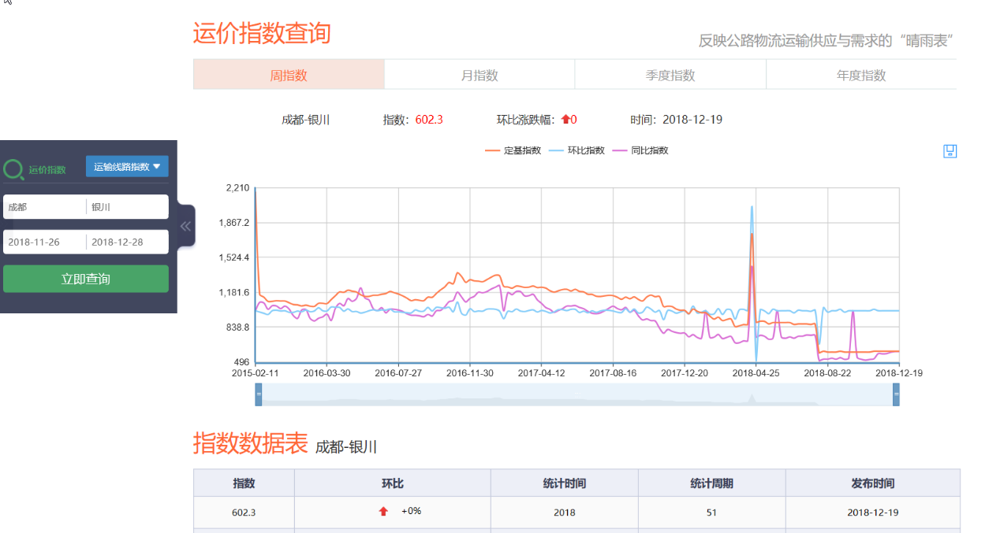 运价指数查询
反映公路物流运输供应与需求的“晴雨表”
周指数 月指数 季度指数 年度指数
成都-银川 指数：602.3 环比涨跌幅：0 时间：2018-12-19
定基指数 环比指数 同比指数
运价指数 运输线路指数
成都 银川
2018-11-26 2018-12-28
立即查询
2,210
1,867.2
1,524.4
1,181.6
838.8
496
2015-02-11 2016-03-30 2016-07-27 2016-11-30 2017-04-12 2017-08-16 2017-12-20 2018-04-25 2018-08-22 2018-12-19
指数数据表 成都-银川
指数 环比 统计时间 统计周期 发布时间
602.3 +0% 2018 51 2018-12-19